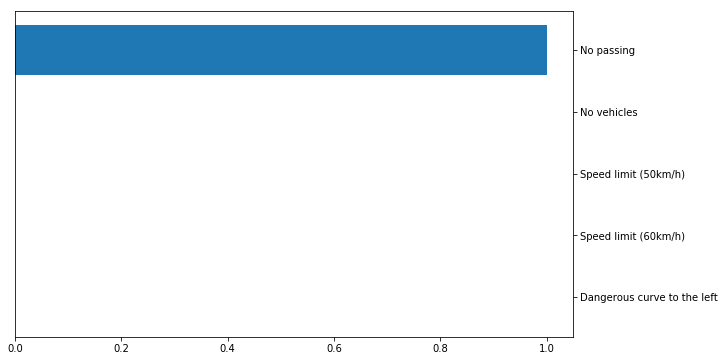 No passing
No vehicles
Speed limit (50km/h)
Speed limit (60km/h)
Dangerous curve to the left
0.0 0.2 0.4 0.6 0.8 1.0